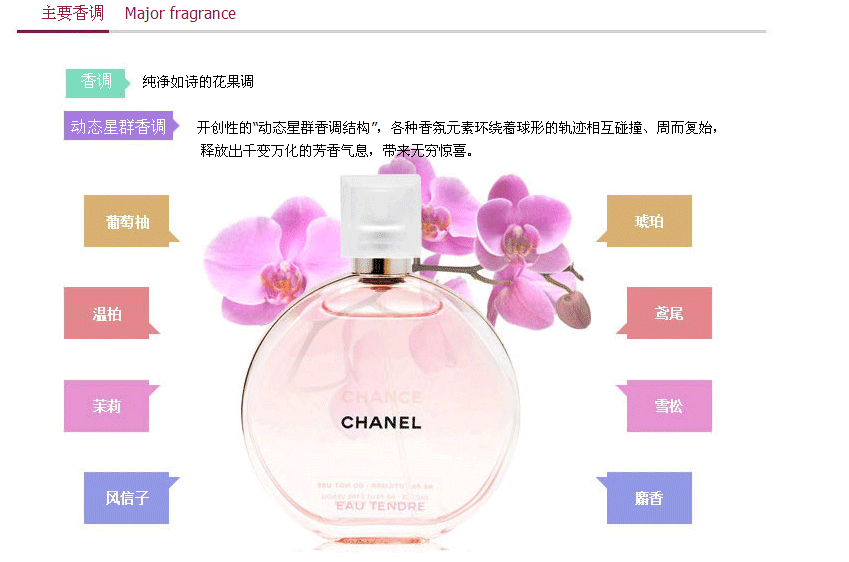 主要香调 Major fragrance
香调 纯净如诗的花果调
动态星群香调 开创性的“动态星群香调结构”，各种香氛元素环绕着球形的轨迹相互碰撞、周而复始，
释放出千变万化的芳香气息，带来无穷惊喜。
葡萄柚
琥珀
温柏
鸢尾
茉莉
雪松
风信子
麝香
CHANCE
CHANEL
EAU TENDRE